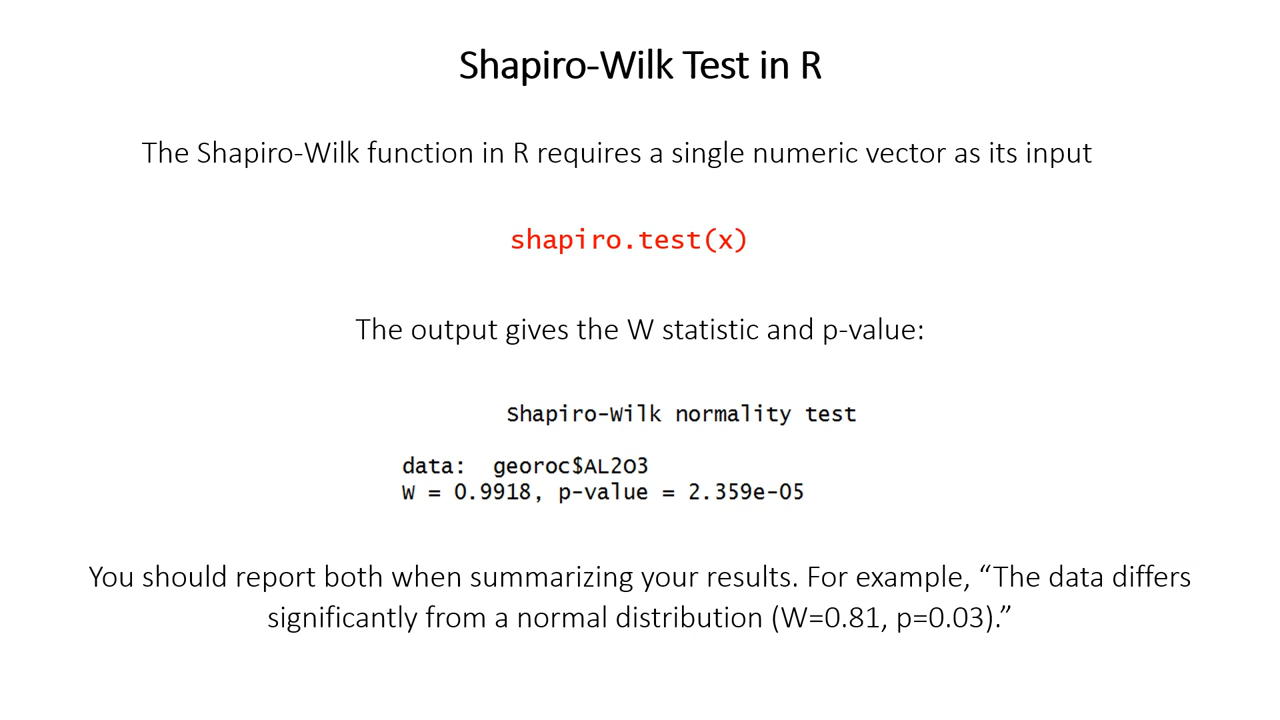 Shapiro-Wilk Test in R
The Shapiro-Wilk function in R requires a single numeric vector as its input
shapiro.test(x)
The output gives the W statistic and p-value:
Shapiro-Wilk normality test
data:  georoc$AL2O3
W = 0.9918, p-value = 2.359e-05
You should report both when summarizing your results. For example, “The data differs
significantly from a normal distribution (W=0.81, p=0.03).”